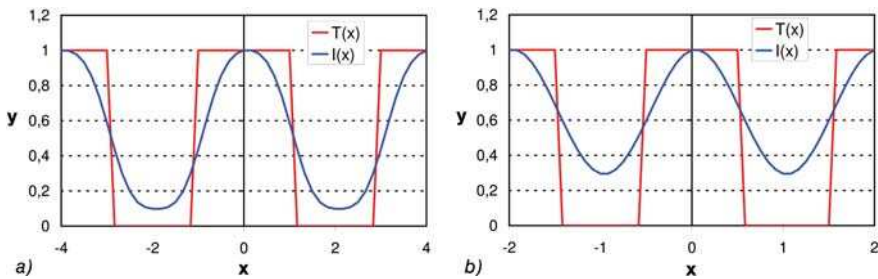 1,2
1
0,8
y 0,6
0,4
0,2
0
-4 -2 0 2 4
a) x
T(x)
I(x)
1,2
1
0,8
y 0,6
0,4
0,2
0
-2 -1 0 1 2
b) x
T(x)
I(x)